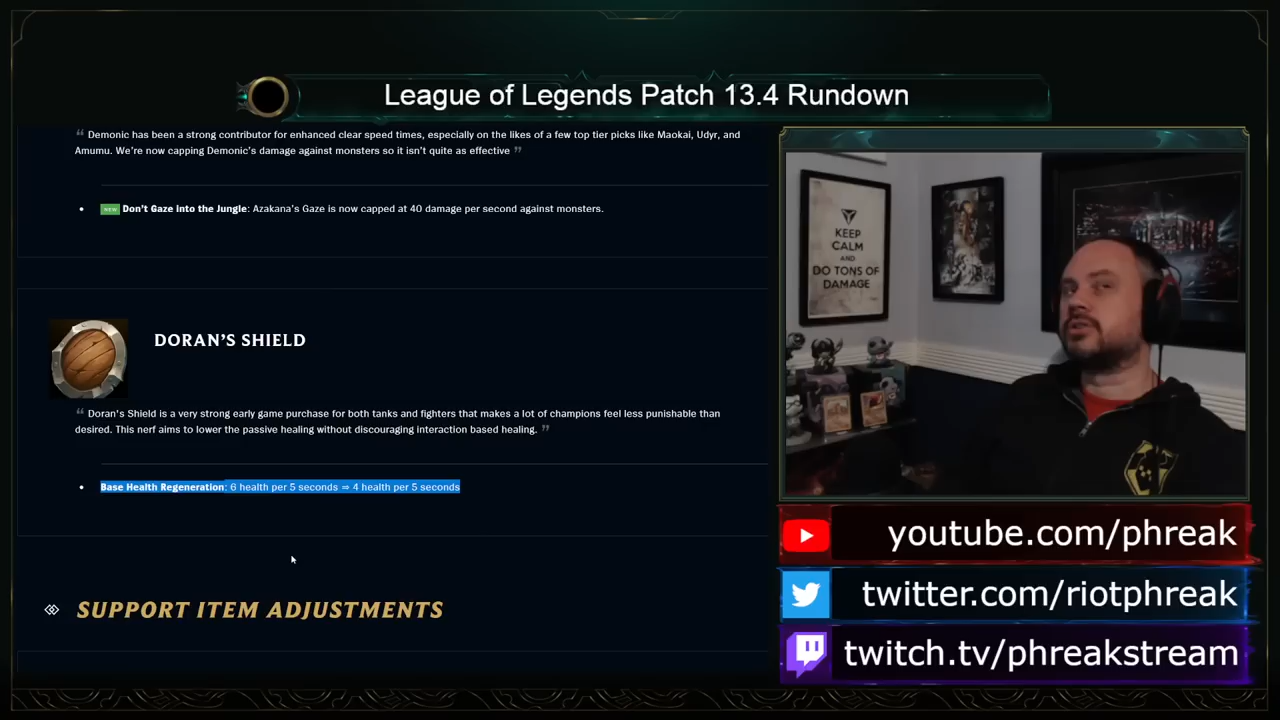 League of Legends Patch 13.4 Rundown
“ Demonic has been a strong contributor for enhanced clear speed times, especially on the likes of a few top tier picks like Maokai, Udyr, and
Amumu. We're now capping Demonic's damage against monsters so it isn't quite as effective ”
• NEW Don't Gaze into the Jungle: Azakana's Gaze is now capped at 40 damage per second against monsters.
DORAN'S SHIELD
“ Doran's Shield is a very strong early game purchase for both tanks and fighters that makes a lot of champions feel less punishable than
desired. This nerf aims to lower the passive healing without discouraging interaction based healing. ”
• Base Health Regeneration: 6 health per 5 seconds ⇒ 4 health per 5 seconds
SUPPORT ITEM ADJUSTMENTS
KEEP
CALM
AND
DO TONS OF
DAMAGE
youtube.com/phreak
twitter.com/riotphreak
twitch.tv/phreakstream